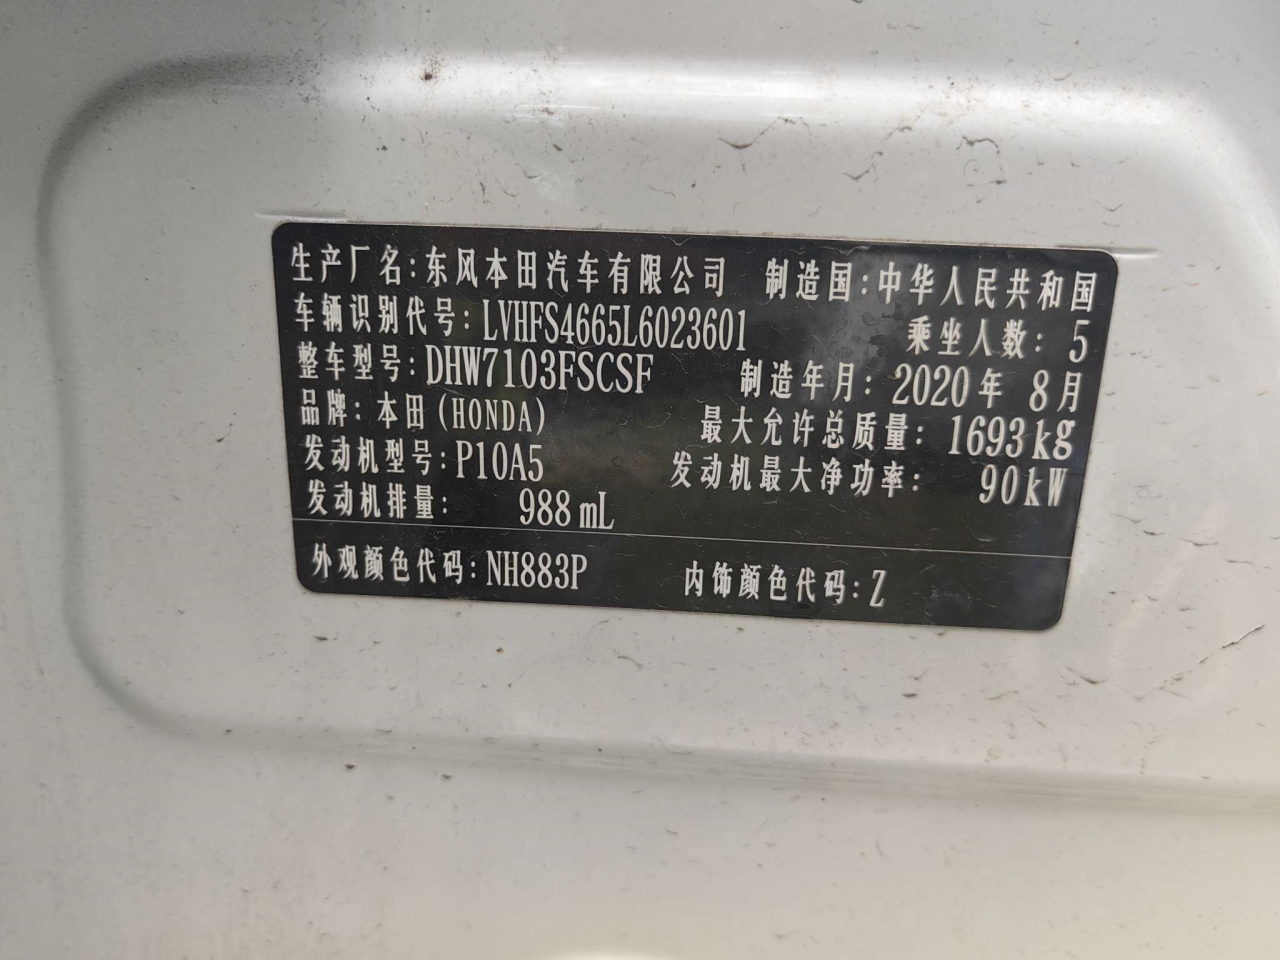 生产厂名:东风本田汽车有限公司 制造国:中华人民共和国
车辆识别代号:LVHFS4665L6023601 乘坐人数:5
整车型号:DHW7103FSCSF 制造年月:2020年 8月
品牌:本田(HONDA) 最大允许总质量:1693kg
发动机型号:P10A5 发动机最大净功率: 90kW
发动机排量: 988mL
外观颜色代码:NH883P 内饰颜色代码:Z